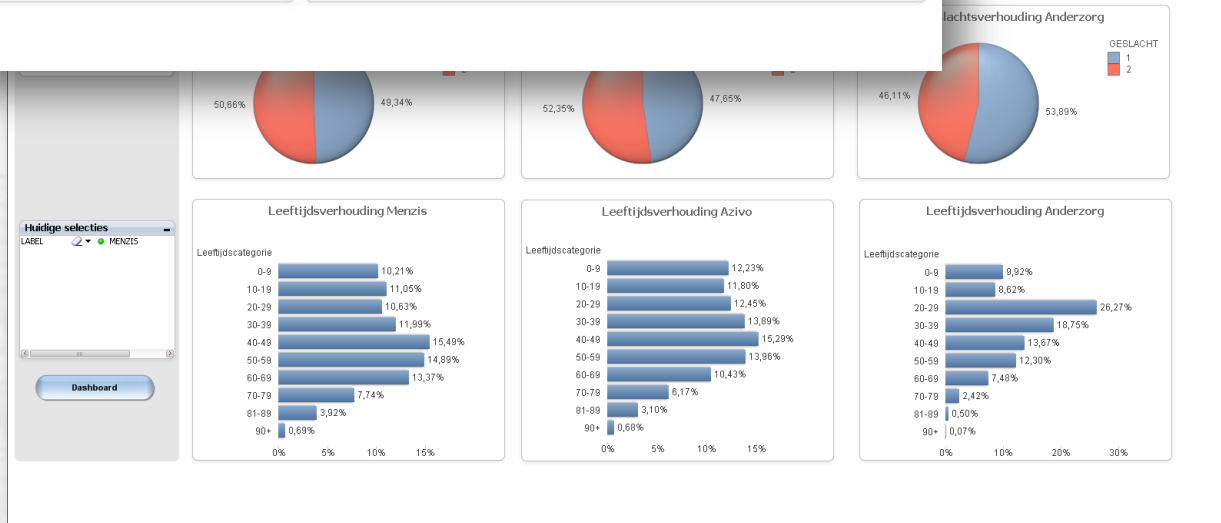 lachtsverhouding Anderzorg
GESLACHT
1
2
50,66%
49,34%
52,35%
47,65%
46,11%
53,89%
Huidige selecties
LABEL MENZIS
Dashboard
Leeftijdsverhouding Menzis
Leeftijdscategorie
0-9 10,21%
10-19 11,05%
20-29 10,63%
30-39 11,99%
40-49 15,49%
50-59 14,89%
60-69 13,37%
70-79 7,74%
81-89 3,92%
90+ 0,69%
0% 5% 10% 15%
Leeftijdsverhouding Azivo
Leeftijdscategorie
0-9 12,23%
10-19 11,80%
20-29 12,45%
30-39 13,89%
40-49 15,29%
50-59 13,96%
60-69 10,43%
70-79 6,17%
81-89 3,10%
90+ 0,68%
0% 5% 10% 15%
Leeftijdsverhouding Anderzorg
Leeftijdscategorie
0-9 9,92%
10-19 8,62%
20-29 26,27%
30-39 18,75%
40-49 13,67%
50-59 12,30%
60-69 7,48%
70-79 2,42%
81-89 0,50%
90+ 0,07%
0% 10% 20% 30%